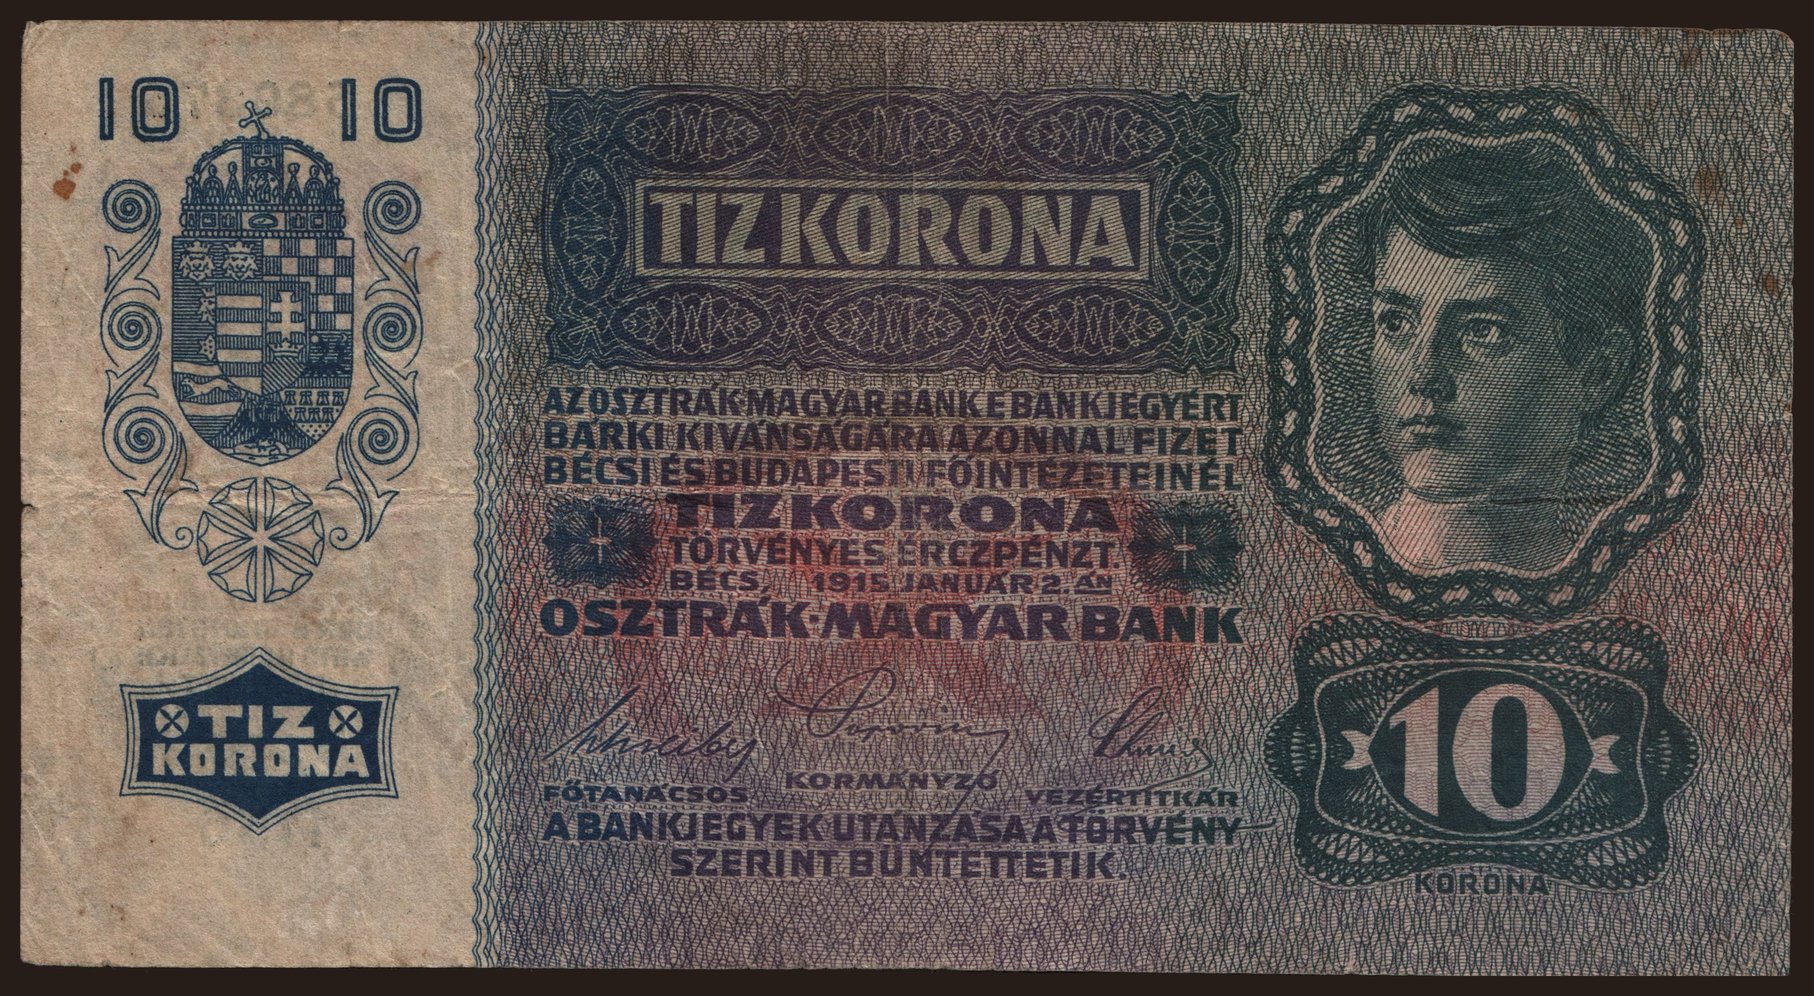 10 10
TIZ
KORONA
TIZ KORONA
AZ OSZTRÁK-MAGYAR BANK E BANKJEGYÉRT
BÁRKI KIVÁNSÁGÁRA AZONNAL FIZET
BÉCSI ÉS BUDAPESTI FŐINTÉZETEINÉL
TIZ KORONA
TÖRVÉNYES ÉRCZPÉNZT.
BÉCS, 1915 JANUÁR 2.ÁN
OSZTRÁK-MAGYAR BANK
KORMÁNYZÓ
FŐTANÁCSOS VEZÉRTITKÁR
A BANKJEGYEK UTÁNZÁSA A TÖRVÉNY
SZERINT BÜNTETTETIK.
10
KORONA